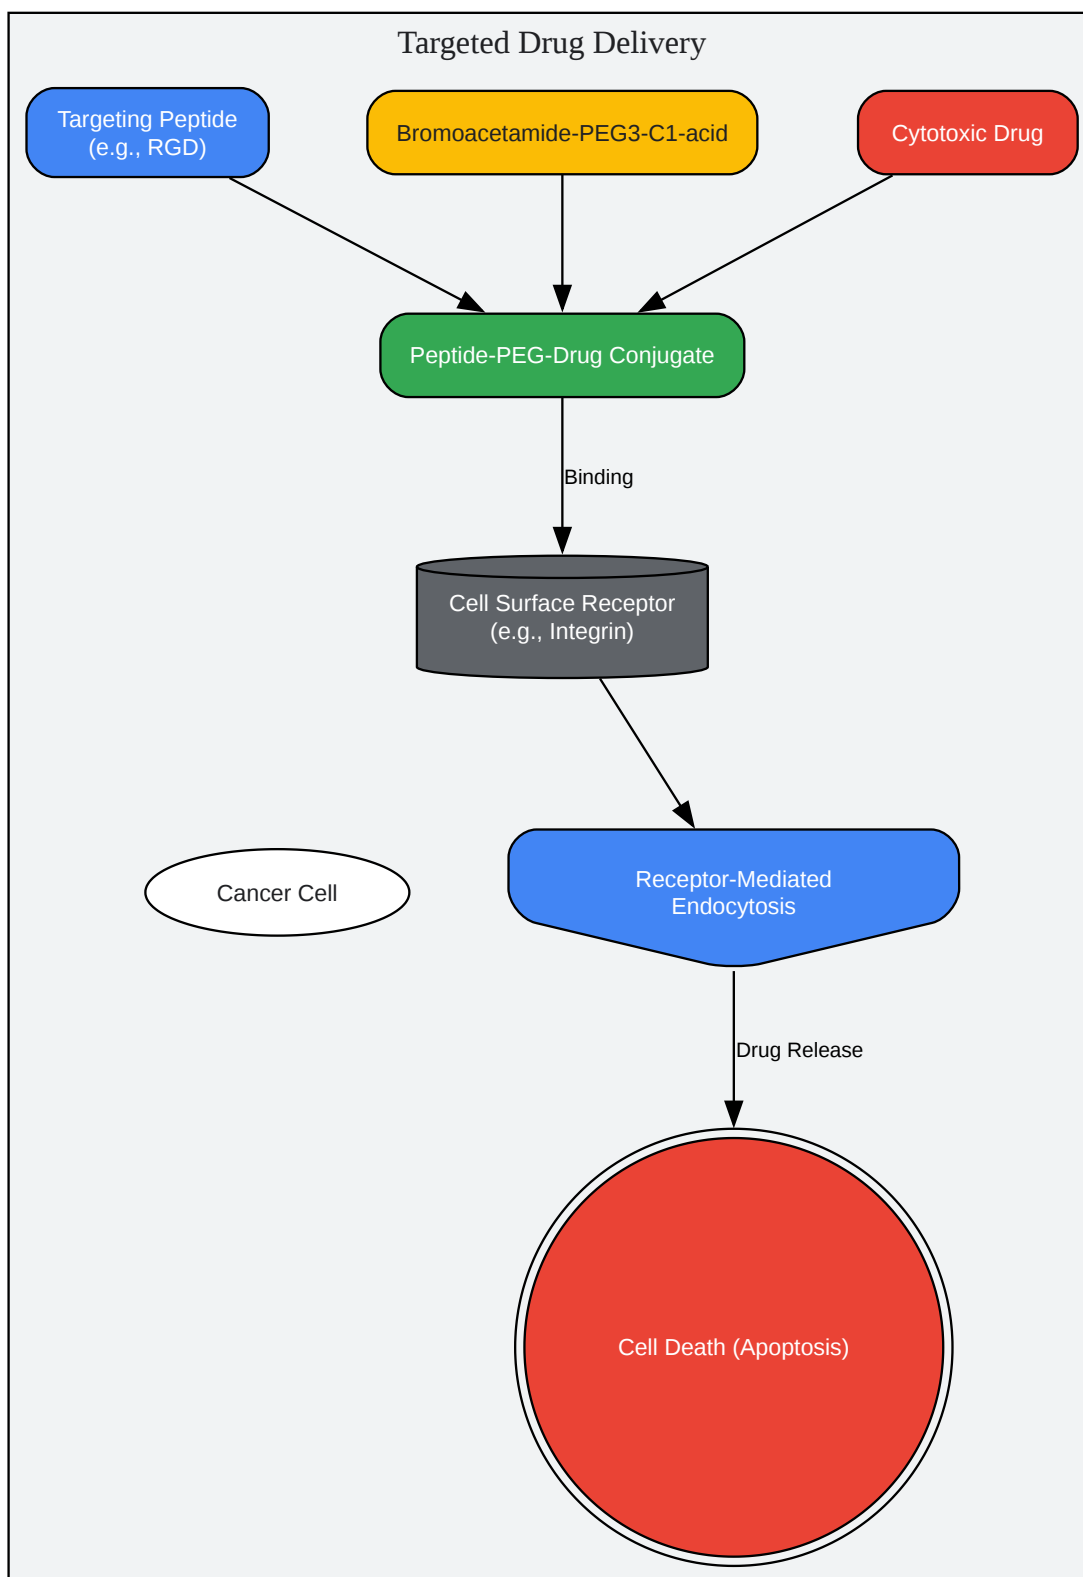 Targeted Drug Delivery
Targeting Peptide
(e.g., RGD)
Bromoacetamide-PEG3-C1-acid
Cytotoxic Drug
Peptide-PEG-Drug Conjugate
Binding
Cell Surface Receptor
(e.g., Integrin)
Cancer Cell
Receptor-Mediated
Endocytosis
Drug Release
Cell Death (Apoptosis)